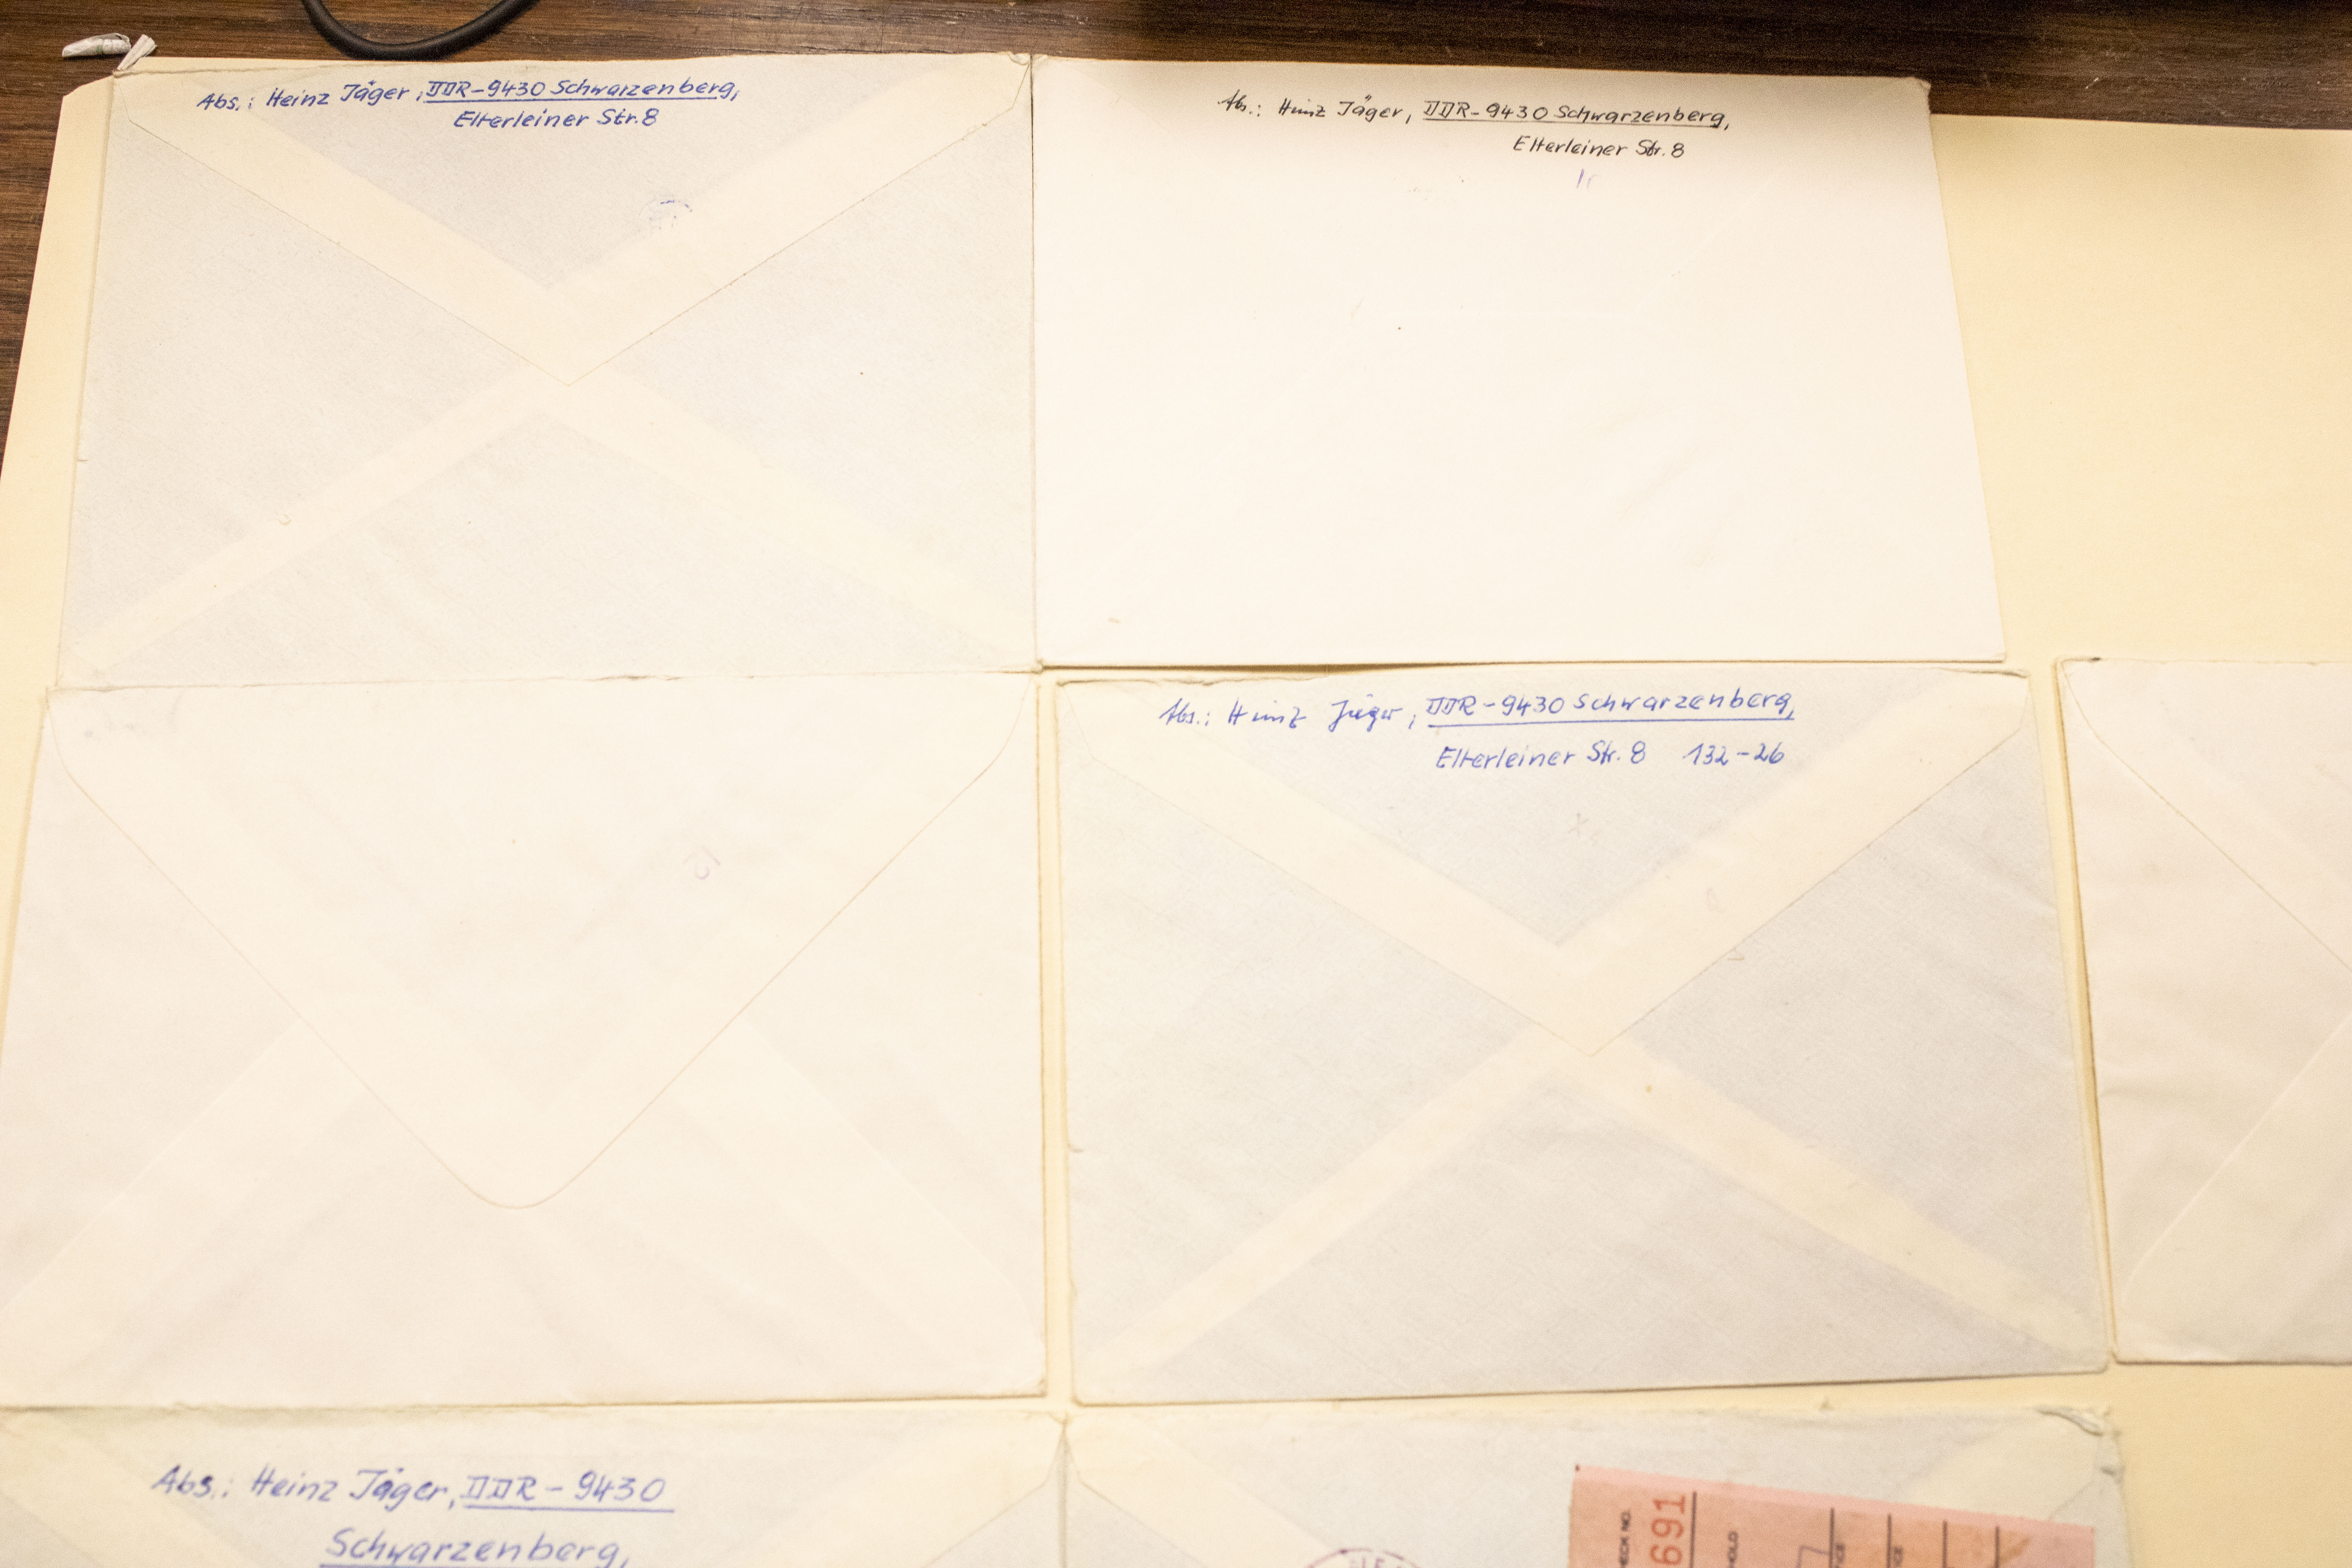 Abs.: Heinz Jäger, DDR-9430 Schwarzenberg,
Elterleiner Str. 8
Abs.: Heinz Jäger, DDR-9430 Schwarzenberg,
Elterleiner Str. 8
Abs.: Heinz Jäger, DDR-9430 Schwarzenberg,
Elterleiner Str. 8 132-26
Abs.: Heinz Jäger, DDR-9430
Schwarzenberg,
691